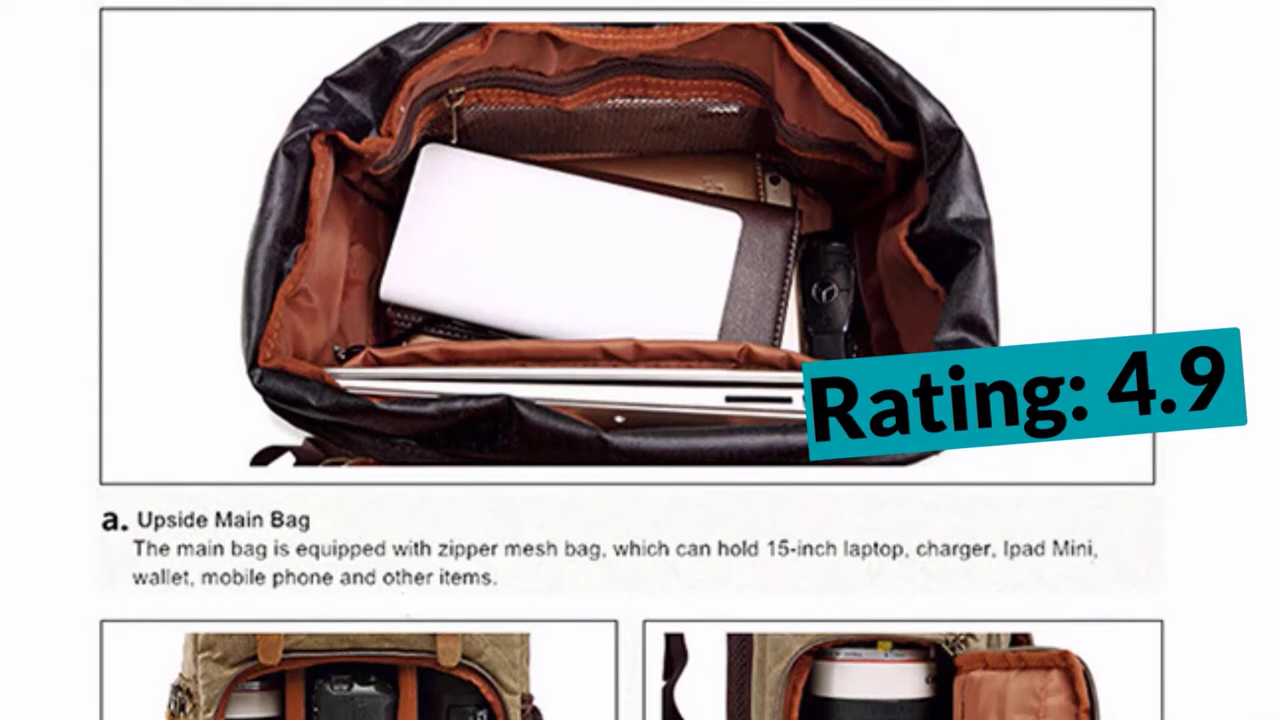 Rating: 4.9
a. Upside Main Bag
The main bag is equipped with zipper mesh bag, which can hold 15-inch laptop, charger, Ipad Mini,
wallet, mobile phone and other items.